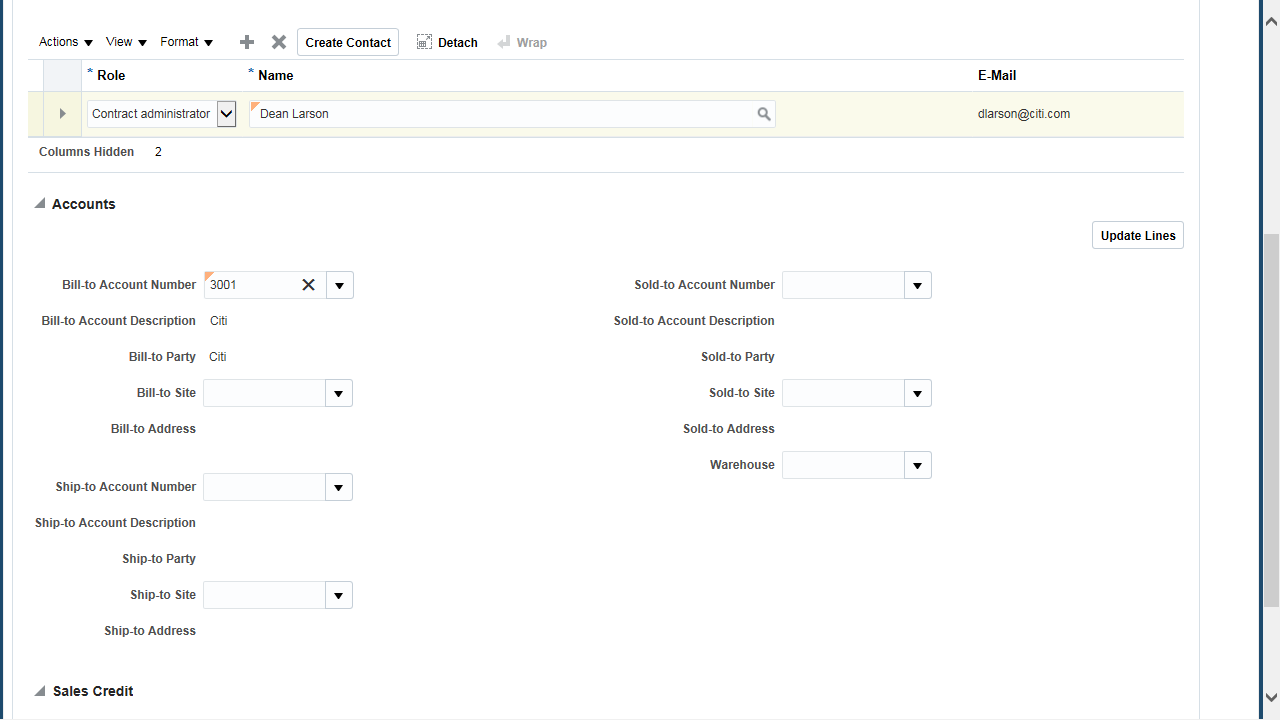 Actions View Format Create Contact Detach Wrap
* Role * Name E-Mail
Contract administrator Dean Larson dlarson@citi.com
Columns Hidden 2
Accounts
Update Lines
Bill-to Account Number 3001 Sold-to Account Number
Bill-to Account Description Citi Sold-to Account Description
Bill-to Party Citi Sold-to Party
Bill-to Site Sold-to Site
Bill-to Address Sold-to Address
Warehouse
Ship-to Account Number
Ship-to Account Description
Ship-to Party
Ship-to Site
Ship-to Address
Sales Credit